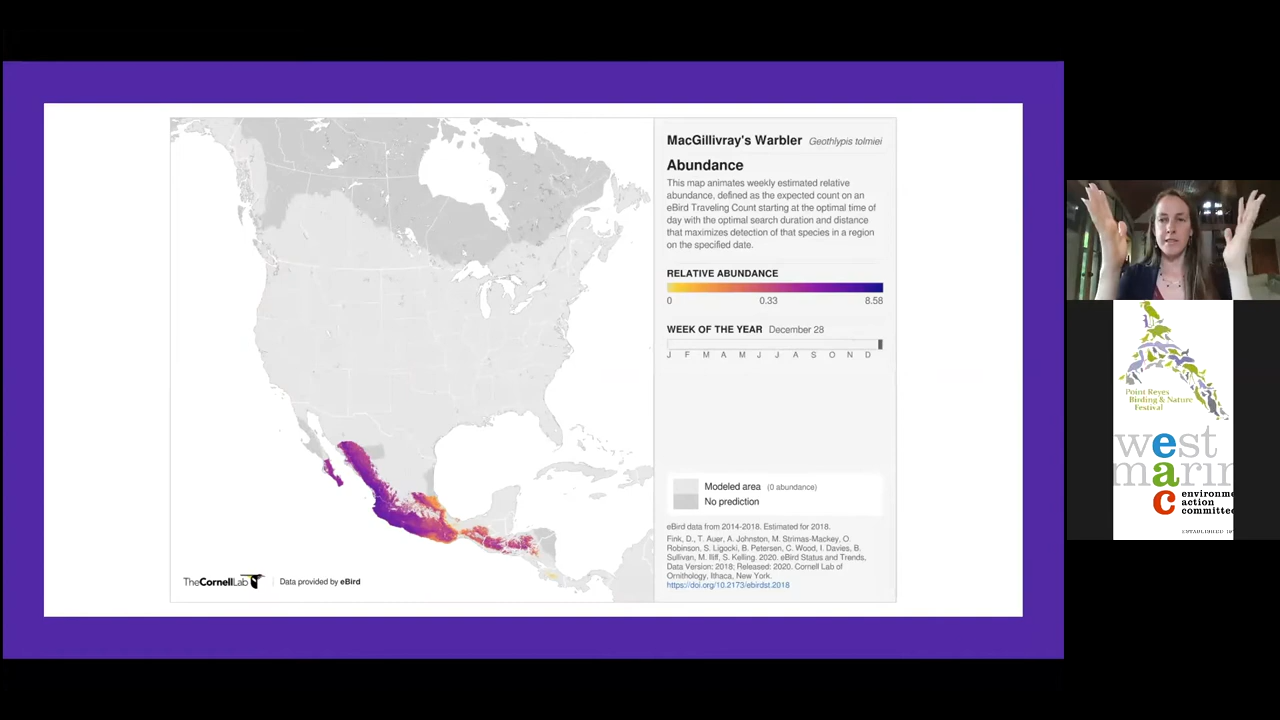 MacGillivray's Warbler Geothlypis tolmiei
Abundance
This map animates weekly estimated relative
abundance, defined as the expected count on an
eBird Traveling Count starting at the optimal time of
day with the optimal search duration and distance
that maximizes detection of that species in a region
on the specified date.
RELATIVE ABUNDANCE
0 0.33 8.58
WEEK OF THE YEAR December 28
J F M A M J J A S O N D
Modeled area (0 abundance)
No prediction
eBird data from 2014-2018. Estimated for 2018.
Fink, D., T. Auer, A. Johnston, M. Strimas-Mackey, O.
Robinson, S. Ligocki, B. Petersen, C. Wood, I. Davies, B.
Sullivan, M. Iliff, S. Kelling. 2020. eBird Status and Trends,
Data Version: 2018; Released: 2020. Cornell Lab of
Ornithology, Ithaca, New York.
https://doi.org/10.2173/ebirdst.2018
TheCornellLab Data provided by eBird
Point Reyes
Birding & Nature
Festival
west
marin
eac
environme
action
committe